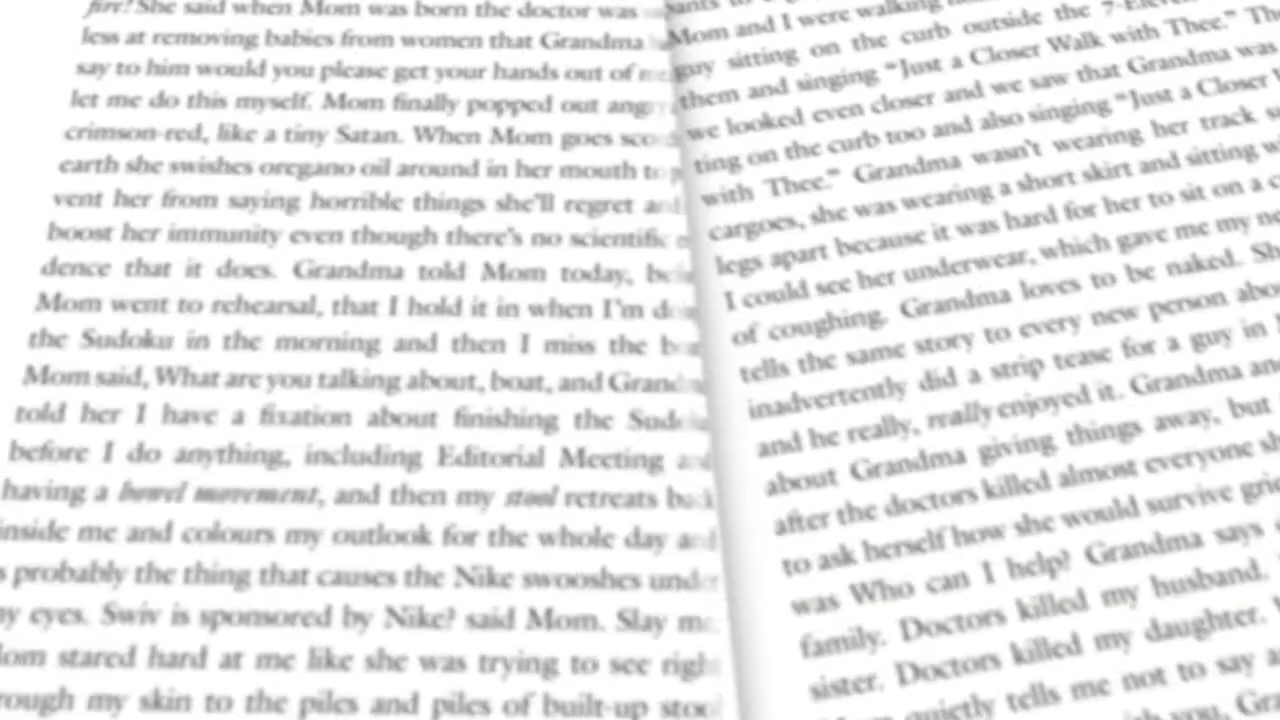 fire! She said when Mom was born the doctor was
less at removing babies from women that Grandma
say to him would you please get your hands out of
let me do this myself. Mom finally popped out
crimson-red, like a tiny Satan. When Mom goes
earth she swishes oregano oil around in her mouth to
vent her from saying horrible things she'll regret
boost her immunity even though there's no scientific
dence that it does. Grandma told Mom today,
Mom went to rehearsal, that I hold it in when I'm
the Sudoku in the morning and then I miss the
Mom said, What are you talking about, boat, and
told her I have a fixation about finishing the
before I do anything, including Editorial Meeting
having a bowel movement, and then my stool retreats
inside me and colours my outlook for the whole day
s probably the thing that causes the Nike swooshes
y eyes. Swiv is sponsored by Nike? said Mom. Slay
om stared hard at me like she was trying to see
rough my skin to the piles and piles of built-up
Mom and I were walking
guy sitting on the curb outside the 7-Eleven
them and singing “Just a Closer Walk with Thee.”
we looked even closer and we saw that Grandma was
ting on the curb too and also singing “Just a Closer
with Thee.” Grandma wasn't wearing her track
cargoes, she was wearing a short skirt and sitting
legs apart because it was hard for her to sit on a
I could see her underwear, which gave me my
of coughing. Grandma loves to be naked.
tells the same story to every new person
inadvertently did a strip tease for a guy in
and he really, really enjoyed it. Grandma
about Grandma giving things away, but
after the doctors killed almost everyone
to ask herself how she would survive
was Who can I help? Grandma says
family. Doctors killed my husband.
sister. Doctors killed my daughter.
quietly tells me not to say
you,